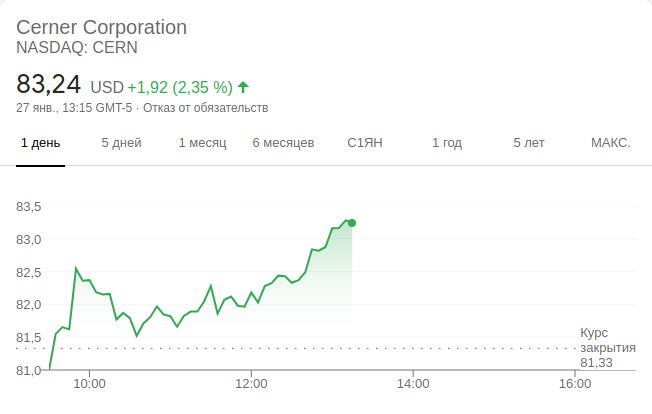 Cerner Corporation
NASDAQ: CERN
83,24 USD +1,92 (2,35 %)
27 янв., 13:15 GMT-5 · Отказ от обязательств
1 день 5 дней 1 месяц 6 месяцев С1ЯН 1 год 5 лет МАКС.
83,5
83,0
82,5
82,0
81,5
81,0
Курс
закрытия
81,33
10:00 12:00 14:00 16:00